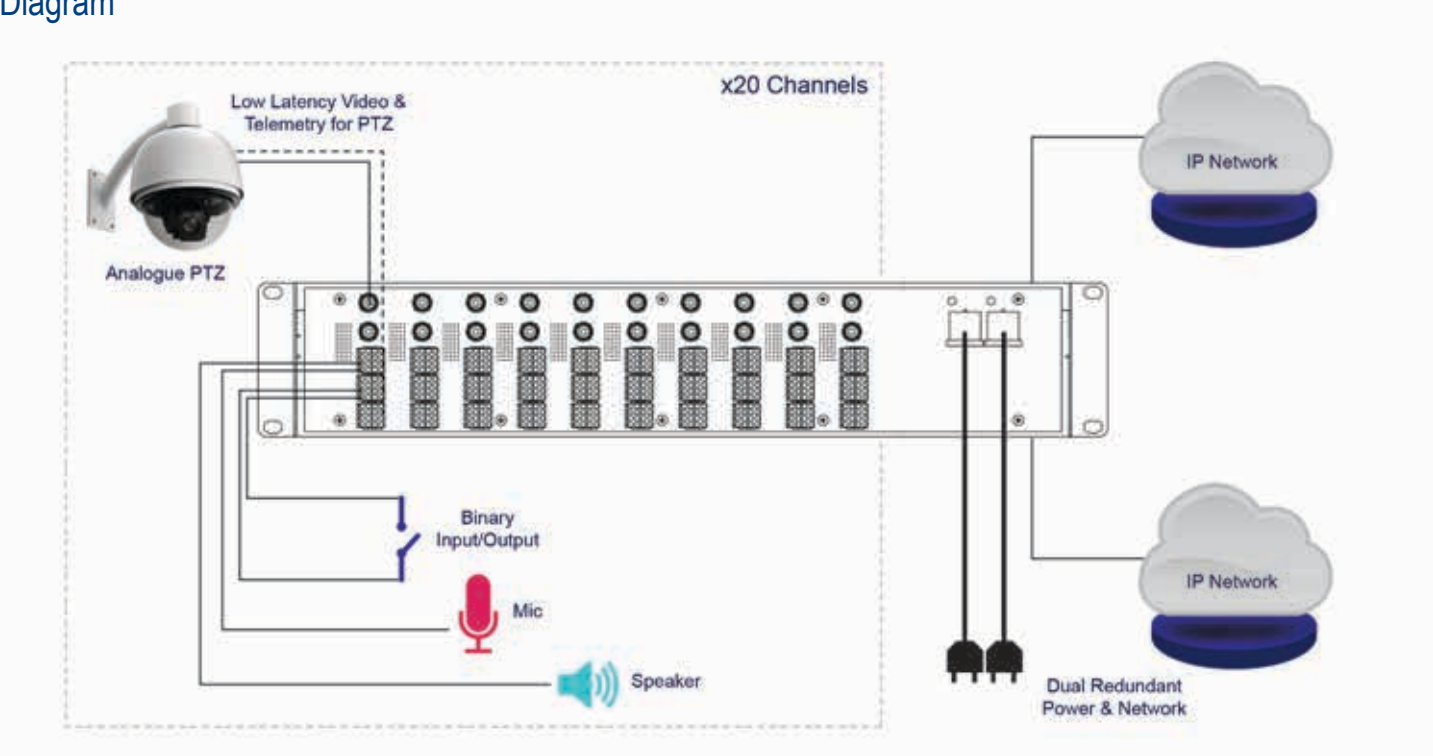 Diagram
x20 Channels
Low Latency Video &
Telemetry for PTZ
Analogue PTZ
IP Network
Binary
Input/Output
Mic
Speaker
IP Network
Dual Redundant
Power & Network